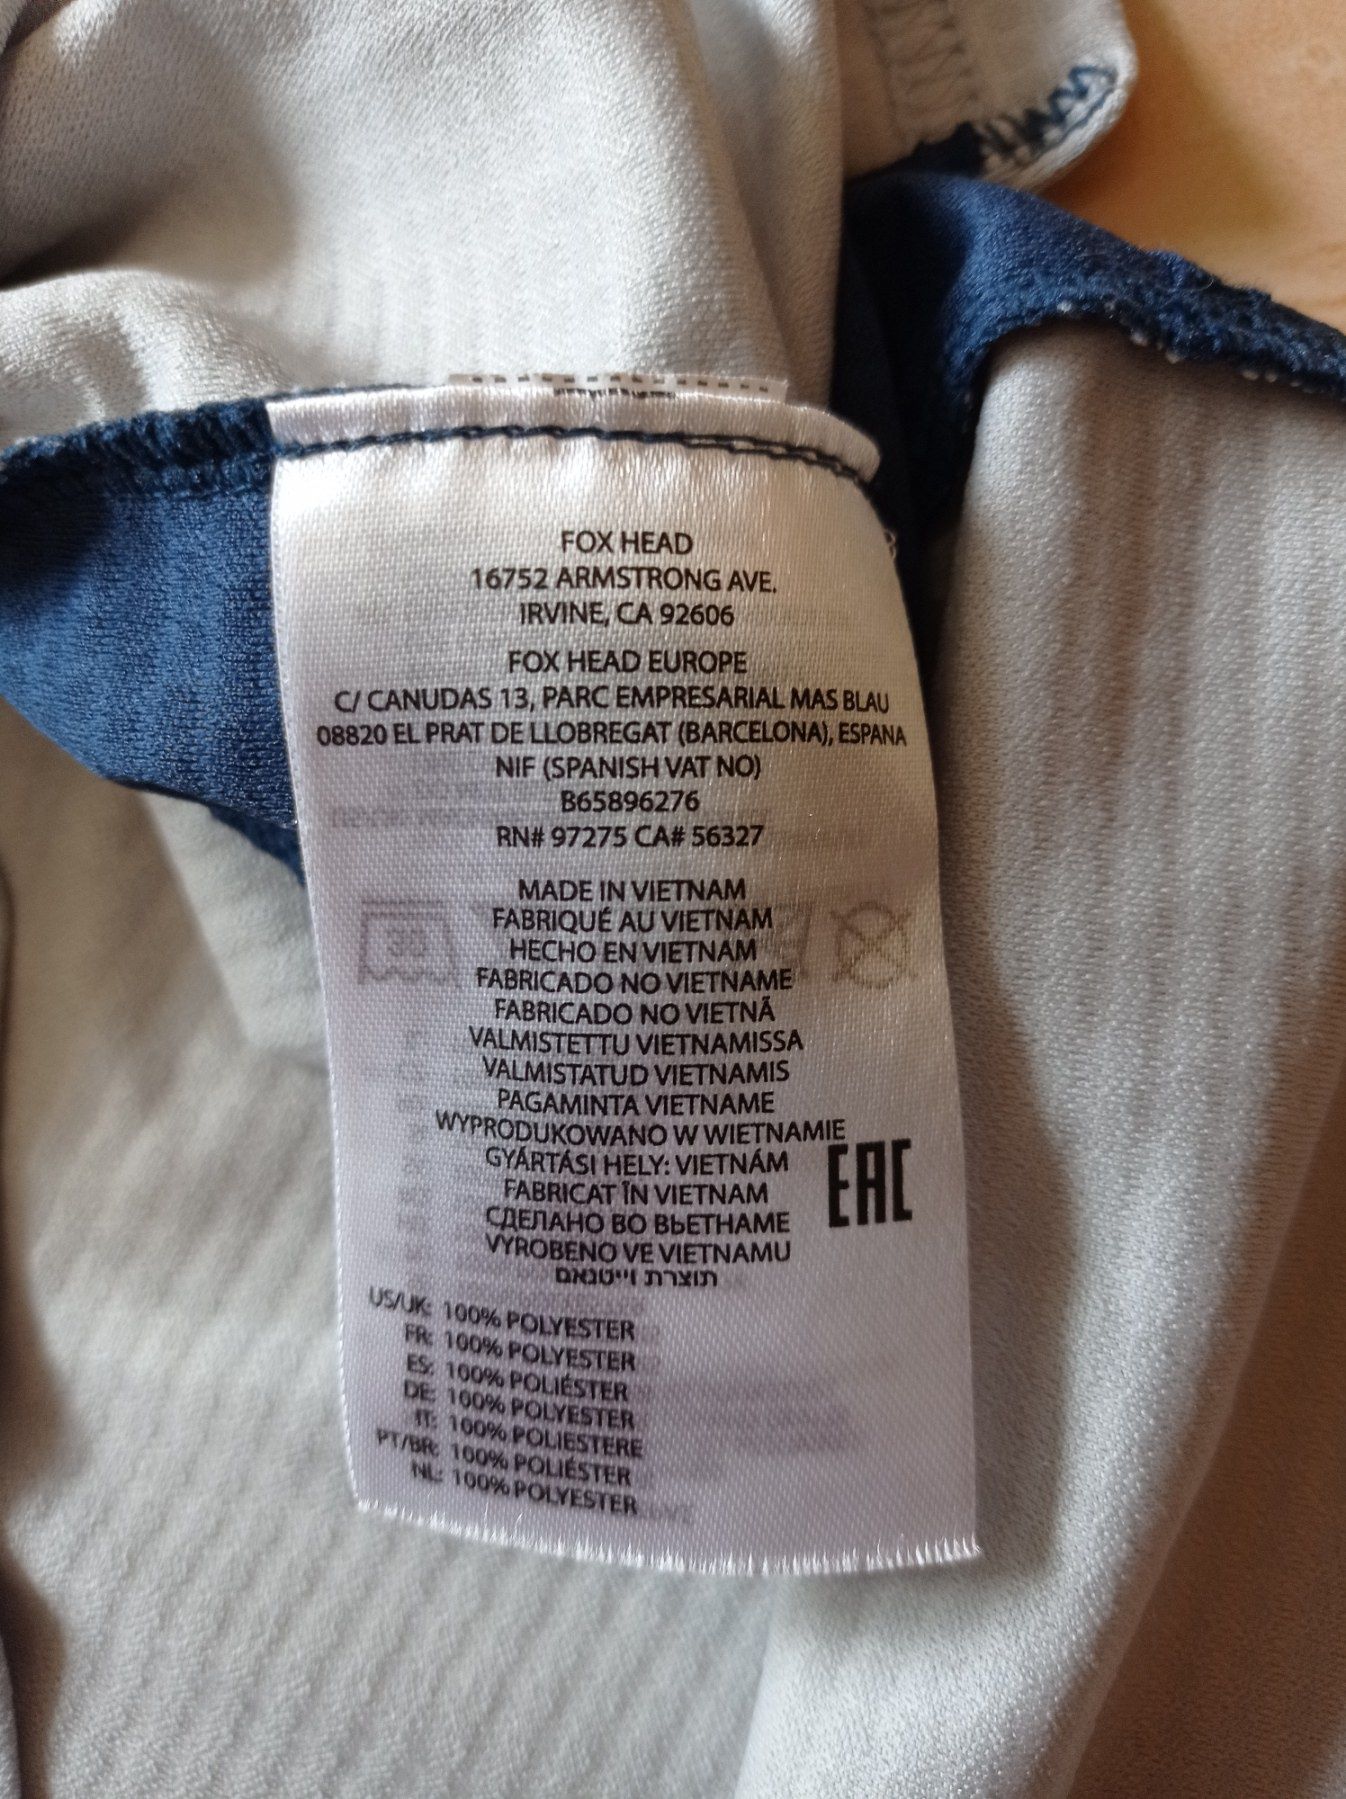 FOX HEAD
16752 ARMSTRONG AVE.
IRVINE, CA 92606
FOX HEAD EUROPE
C/ CANUDAS 13, PARC EMPRESARIAL MAS BLAU
08820 EL PRAT DE LLOBREGAT (BARCELONA), ESPANA
NIF (SPANISH VAT NO)
B65896276
RN# 97275 CA# 56327
MADE IN VIETNAM
FABRIQUÉ AU VIETNAM
HECHO EN VIETNAM
FABRICADO NO VIETNAME
FABRICADO NO VIETNÃ
VALMISTETTU VIETNAMISSA
VALMISTATUD VIETNAMIS
PAGAMINTA VIETNAME
WYPRODUKOWANO W WIETNAMIE
GYÁRTÁSI HELY: VIETNÁM
FABRICAT ÎN VIETNAM
СДЕЛАНО ВО ВЬЕТНАМЕ
VYROBENO VE VIETNAMU
תוצרת וייטנאם
EAC
US/UK: 100% POLYESTER
FR: 100% POLYESTER
ES: 100% POLIÉSTER
DE: 100% POLYESTER
IT: 100% POLIESTERE
PT/BR: 100% POLIÉSTER
NL: 100% POLYESTER